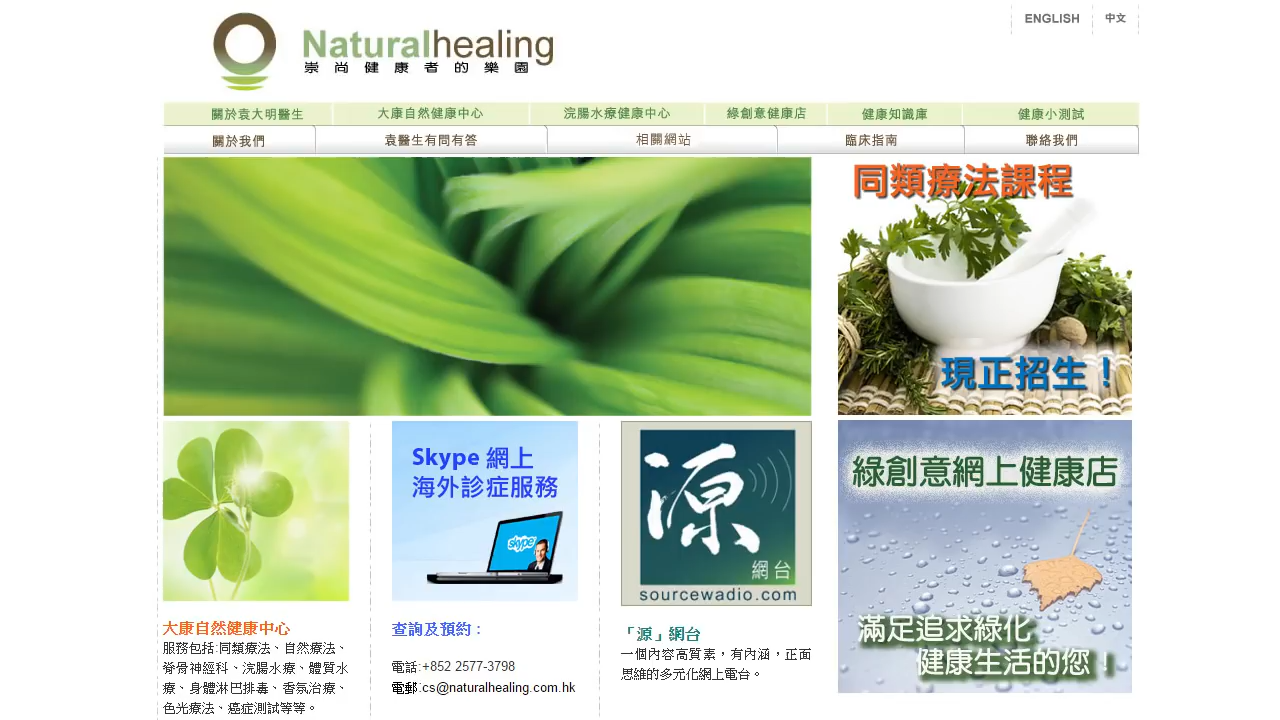 ENGLISH 中文
Naturalhealing
崇尚健康者的樂園
關於袁大明醫生 大康自然健康中心 浣腸水療健康中心 綠創意健康店 健康知識庫 健康小測試
關於我們 袁醫生有問有答 相關網站 臨床指南 聯絡我們
同類療法課程
現正招生！
Skype 網上
海外診症服務
skype
源
網台
sourcewadio.com
綠創意網上健康店
滿足追求綠化
健康生活的您！
大康自然健康中心
服務包括:同類療法、自然療法、
脊骨神經科、浣腸水療、體質水
療、身體淋巴排毒、香氛治療、
色光療法、癌症測試等等。
查詢及預約：
電話:+852 2577-3798
電郵:cs@naturalhealing.com.hk
「源」網台
一個內容高質素，有內涵，正面
思維的多元化網上電台。